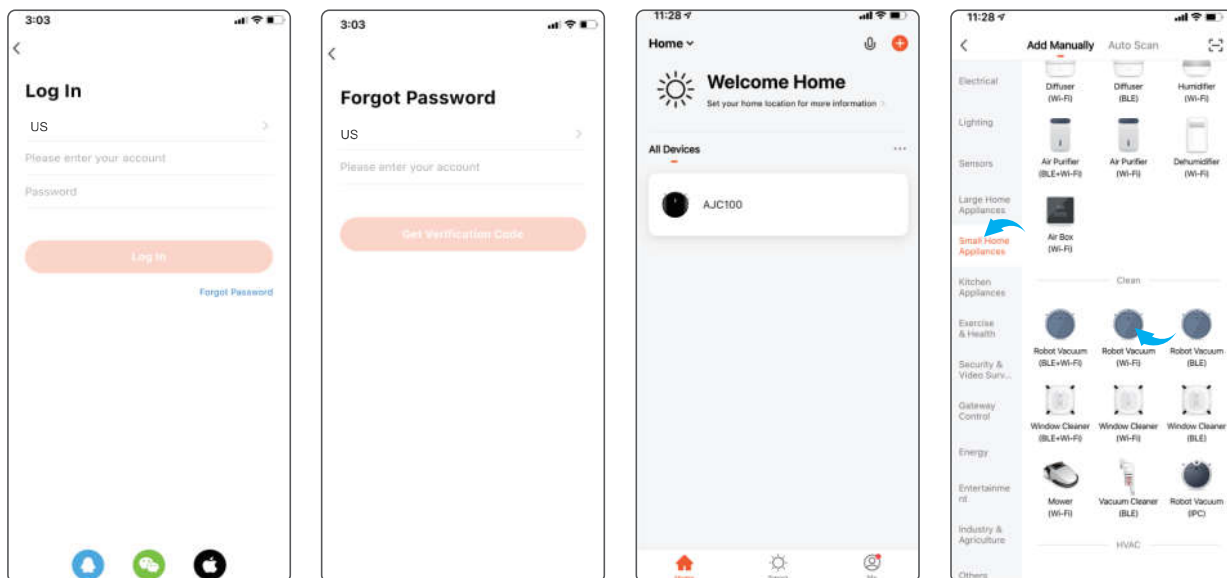 3:03
Log In
US
Please enter your account
Password
Log In
Forgot Password
3:03
Forgot Password
US
Please enter your account
Get Verification Code
11:28
Home
Welcome Home
Set your home location for more information
All Devices
...
AJC100
Home
11:28
Add Manually Auto Scan
Electrical
Lighting
Sensors
Large Home
Appliances
Small Home
Appliances
Kitchen
Appliances
Exercise
& Health
Security &
Video Surv...
Gateway
Control
Energy
Entertainme
nt
Industry &
Agriculture
Others
Diffuser Diffuser Humidifier
(Wi-Fi) (BLE) (Wi-Fi)
Air Purifier Air Purifier Dehumidifier
(BLE+Wi-Fi) (Wi-Fi) (Wi-Fi)
Air Box
(Wi-Fi)
Clean
Robot Vacuum Robot Vacuum Robot Vacuum
(BLE+Wi-Fi) (Wi-Fi) (BLE)
Window Cleaner Window Cleaner Window Cleaner
(BLE+Wi-Fi) (Wi-Fi) (BLE)
Mower Vacuum Cleaner Robot Vacuum
(Wi-Fi) (BLE) (IPC)
HVAC